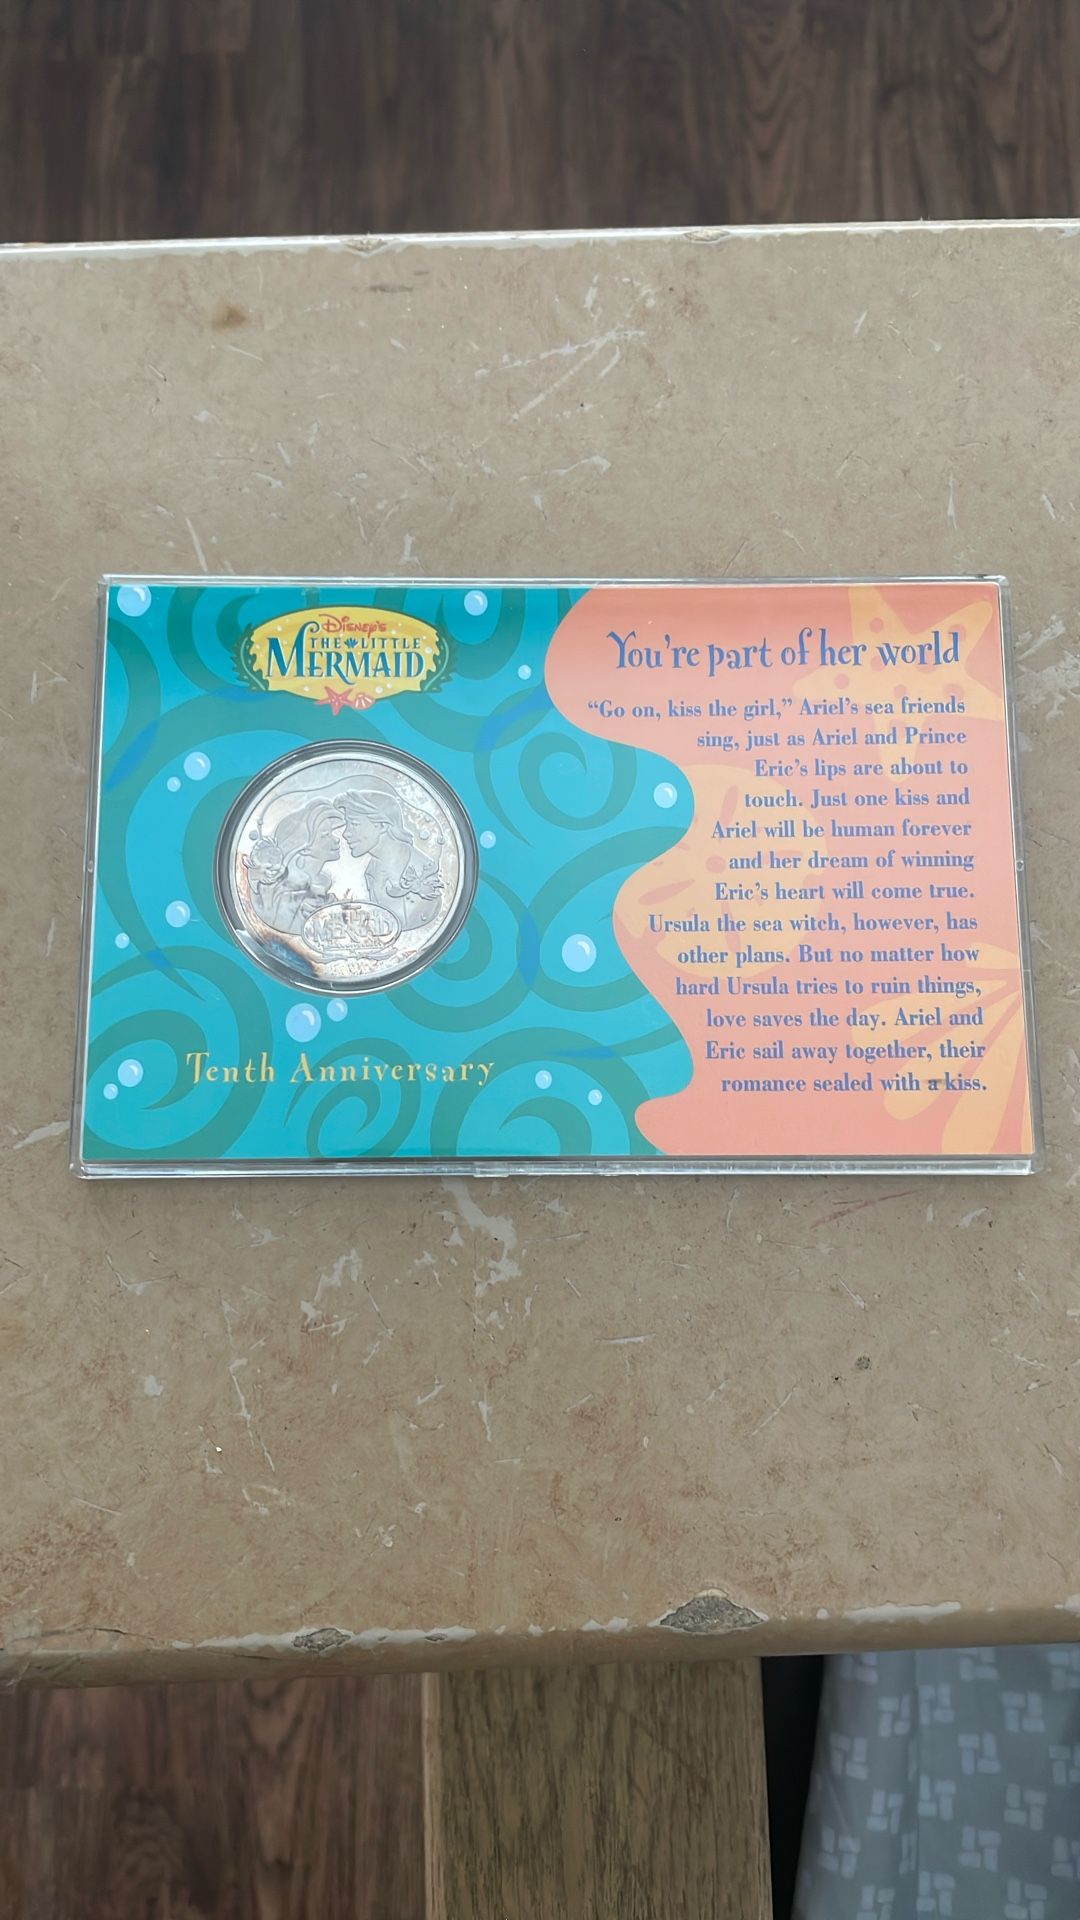 Disney's
THE LITTLE
MERMAID
You're part of her world
“Go on, kiss the girl,” Ariel's sea friends
sing, just as Ariel and Prince
Eric's lips are about to
touch. Just one kiss and
Ariel will be human forever
and her dream of winning
Eric's heart will come true.
Ursula the sea witch, however, has
other plans. But no matter how
hard Ursula tries to ruin things,
love saves the day. Ariel and
Eric sail away together, their
romance sealed with a kiss.
THE LITTLE
MERMAID
Tenth Anniversary